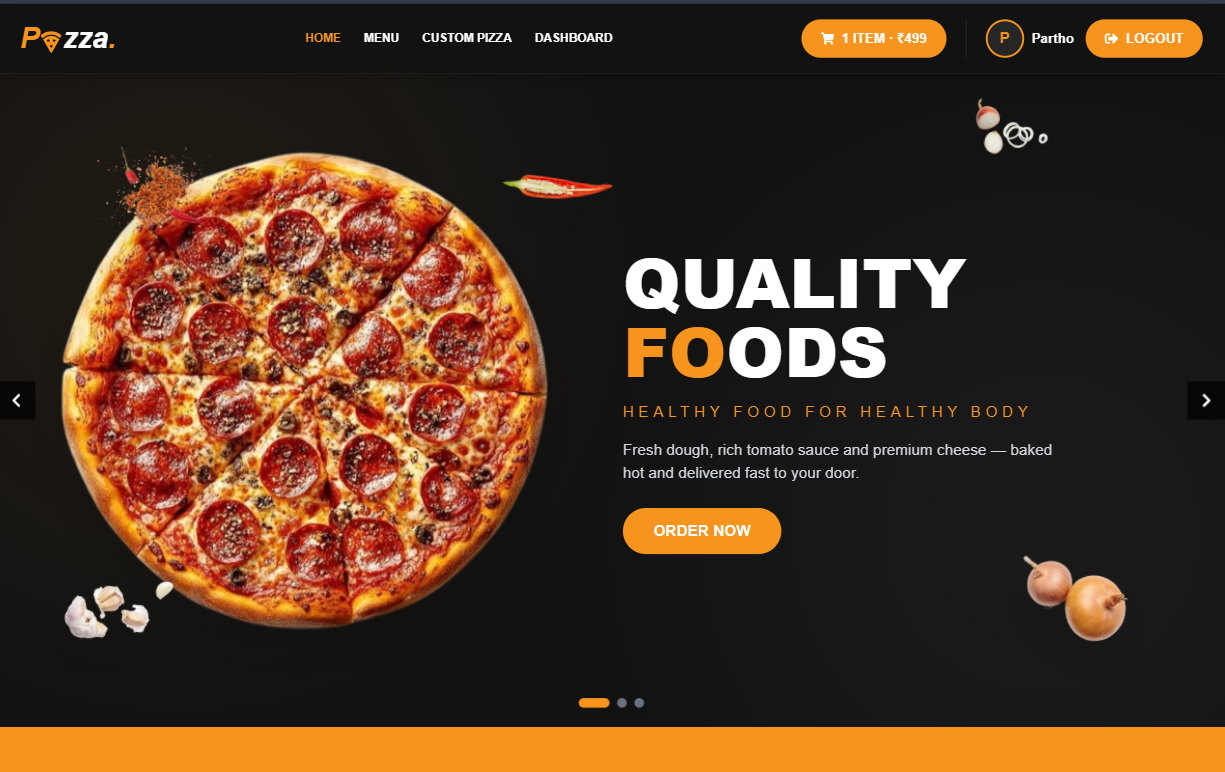 Pizza.
HOME MENU CUSTOM PIZZA DASHBOARD
1 ITEM · ₹499
P Partho
LOGOUT
QUALITY
FOODS
HEALTHY FOOD FOR HEALTHY BODY
Fresh dough, rich tomato sauce and premium cheese — baked
hot and delivered fast to your door.
ORDER NOW